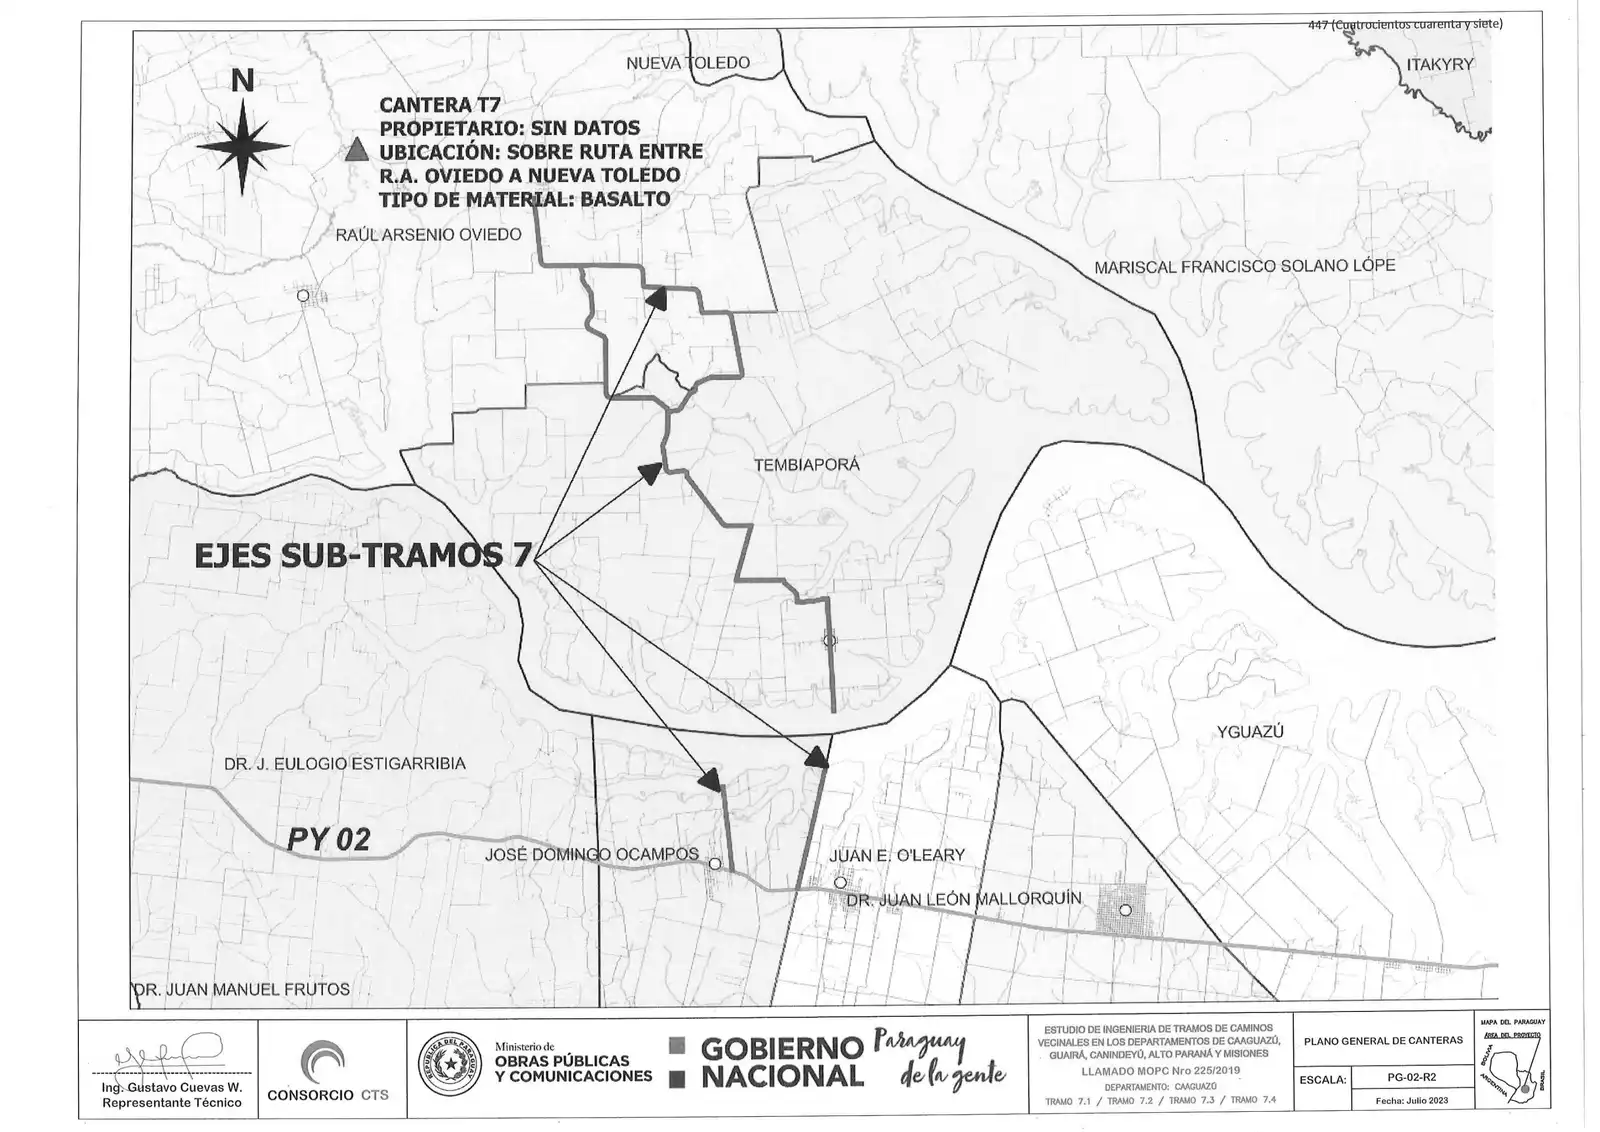 447 (Cuatrocientos cuarenta y siete)
NUEVA TOLEDO
ITAKYRY
N
CANTERA T7
PROPIETARIO: SIN DATOS
UBICACIÓN: SOBRE RUTA ENTRE
R.A. OVIEDO A NUEVA TOLEDO
TIPO DE MATERIAL: BASALTO
RAÚL ARSENIO OVIEDO
MARISCAL FRANCISCO SOLANO LÓPE
TEMBIAPORÁ
EJES SUB-TRAMOS 7
YGUAZÚ
DR. J. EULOGIO ESTIGARRIBIA
PY 02
JOSÉ DOMINGO OCAMPOS
JUAN E. O'LEARY
DR. JUAN LEÓN MALLORQUÍN
DR. JUAN MANUEL FRUTOS
Ing. Gustavo Cuevas W.
Representante Técnico
CONSORCIO CTS
REPUBLICA DEL PARAGUAY
Ministerio de
OBRAS PÚBLICAS
Y COMUNICACIONES
GOBIERNO
NACIONAL
Paraguay
de la gente
ESTUDIO DE INGENIERIA DE TRAMOS DE CAMINOS
VECINALES EN LOS DEPARTAMENTOS DE CAAGUAZÚ,
GUAIRÁ, CANINDEYÚ, ALTO PARANÁ Y MISIONES
LLAMADO MOPC Nro 225/2019
DEPARTAMENTO: CAAGUAZÚ
TRAMO 7.1 / TRAMO 7.2 / TRAMO 7.3 / TRAMO 7.4
PLANO GENERAL DE CANTERAS
ESCALA:
PG-02-R2
Fecha: Julio 2023
MAPA DEL PARAGUAY
ÁREA DEL PROYECTO
BOLIVIA
ARGENTINA
BRASIL